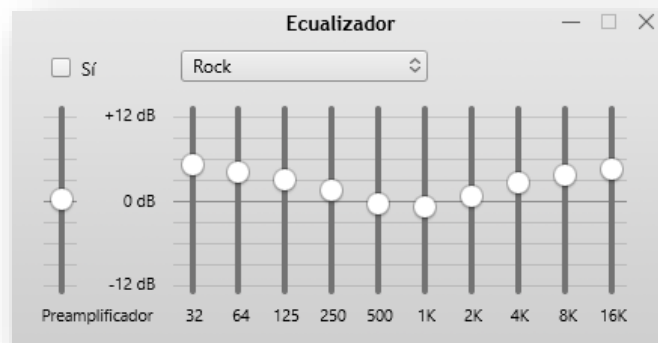 Ecualizador
Sí
Rock
+12 dB
0 dB
-12 dB
Preamplificador 32 64 125 250 500 1K 2K 4K 8K 16K